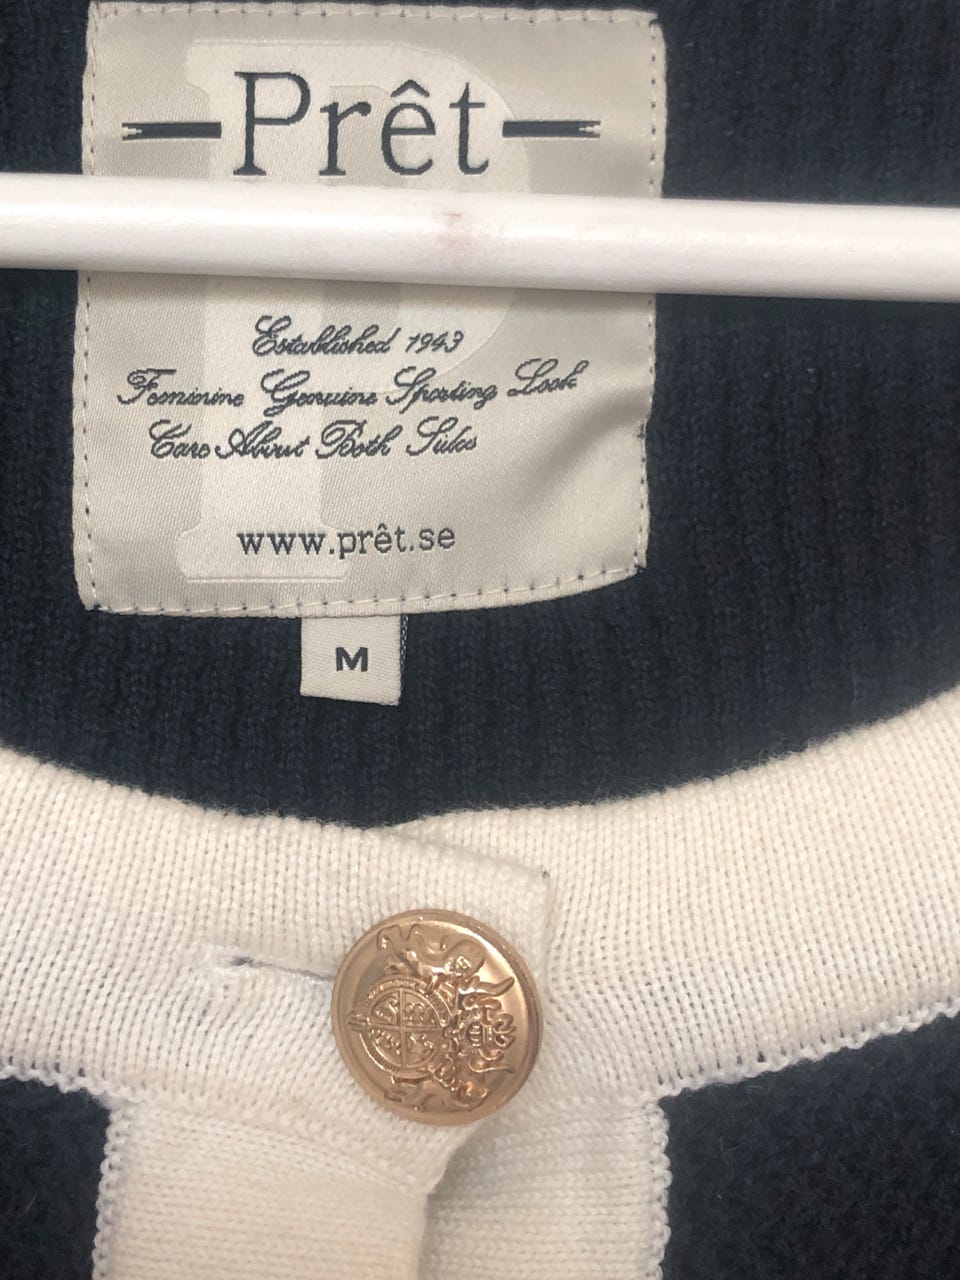 Prêt
Established 1943
Feminine Genuine Sporting Look
Care About Both Sides
www.prêt.se
M